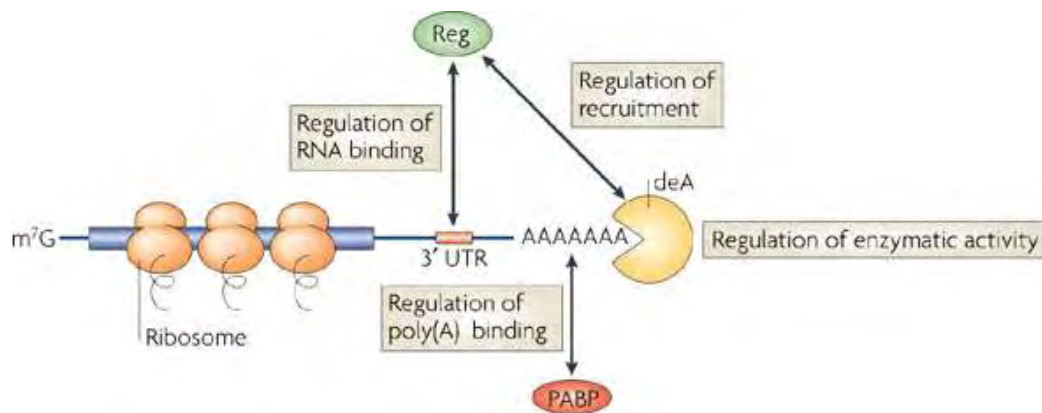 Reg
Regulation of
recruitment
Regulation of
RNA binding
deA
m⁷G
AAAAAAA
Regulation of enzymatic activity
3′ UTR
Regulation of
poly(A) binding
Ribosome
PABP